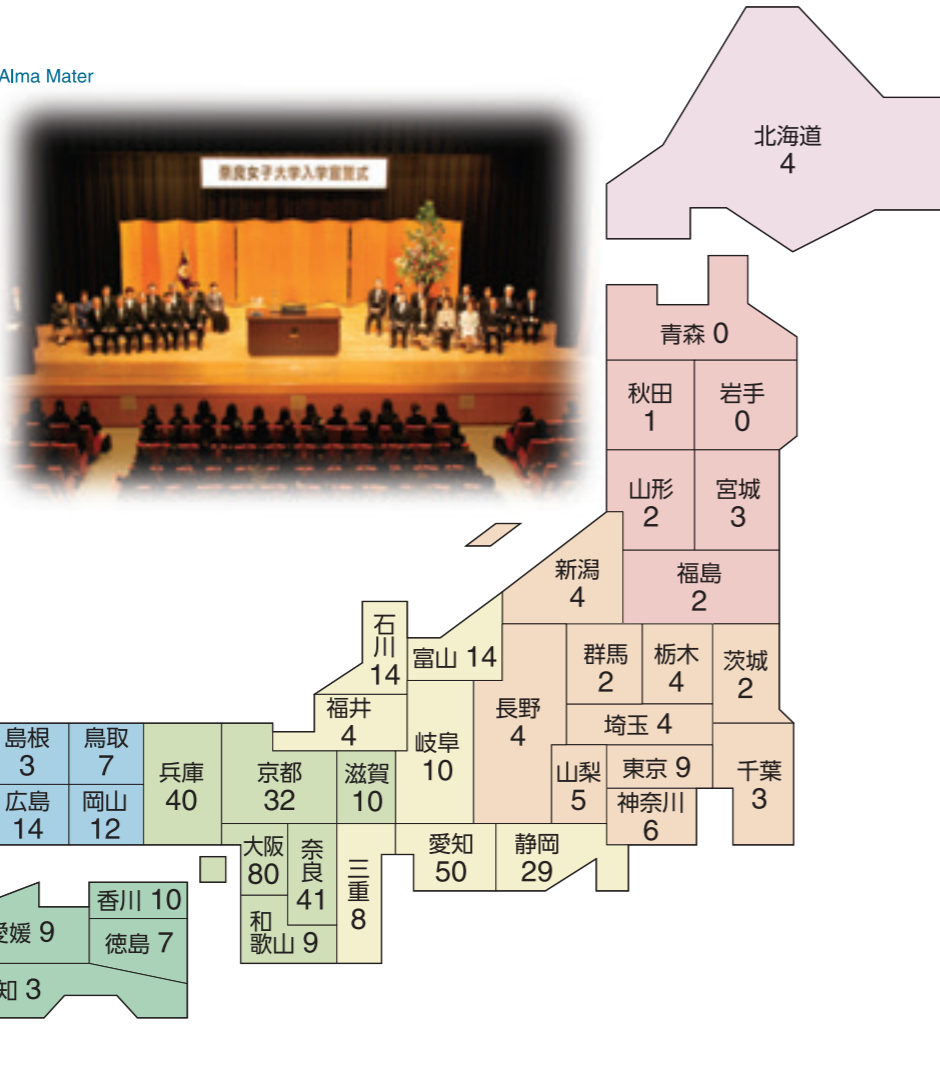 Alma Mater
奈良女子大学入学宣誓式
北海道
4
青森 0
秋田
1
岩手
0
山形
2
宮城
3
新潟
4
福島
2
石川
14
富山 14
福井
4
岐阜
10
長野
4
群馬
2
栃木
4
茨城
2
埼玉 4
山梨
5
東京 9
神奈川
6
千葉
3
島根
3
鳥取
7
広島
14
岡山
12
兵庫
40
京都
32
滋賀
10
大阪
80
奈良
41
和
歌山 9
三重
8
愛知
50
静岡
29
香川 10
愛媛 9
徳島 7
知 3